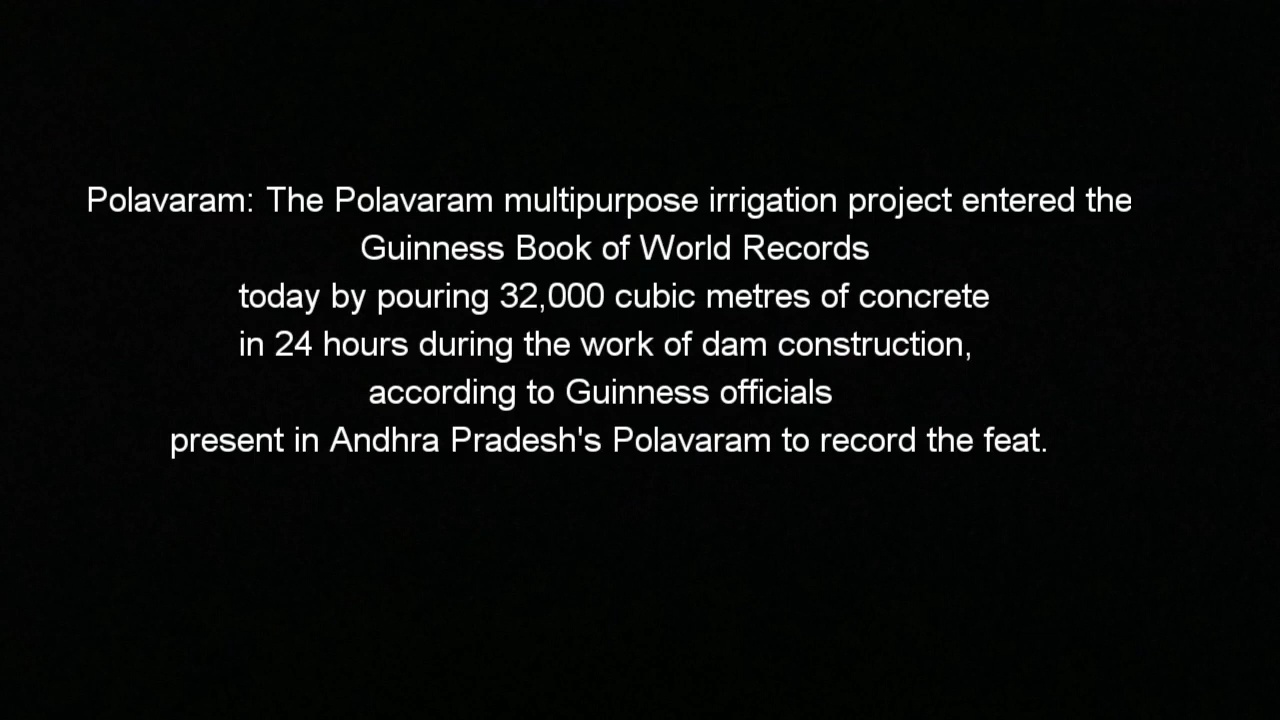 Polavaram: The Polavaram multipurpose irrigation project entered the
Guinness Book of World Records
today by pouring 32,000 cubic metres of concrete
in 24 hours during the work of dam construction,
according to Guinness officials
present in Andhra Pradesh's Polavaram to record the feat.